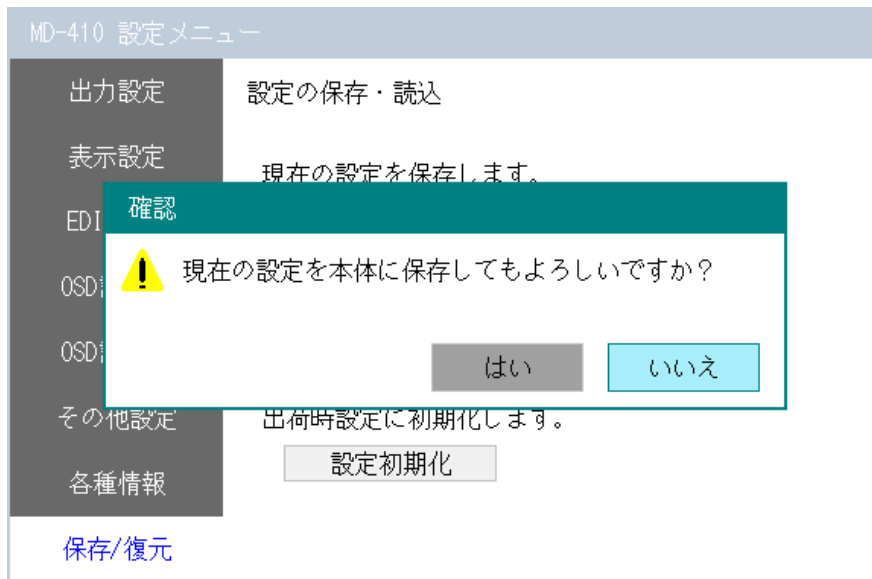 MD-410 設定メニュー
出力設定
表示設定
EDI
OSD
OSD
その他設定
各種情報
保存/復元
設定の保存・読込
現在の設定を保存します。
確認
現在の設定を本体に保存してもよろしいですか？
はい
いいえ
出荷時設定に初期化します。
設定初期化